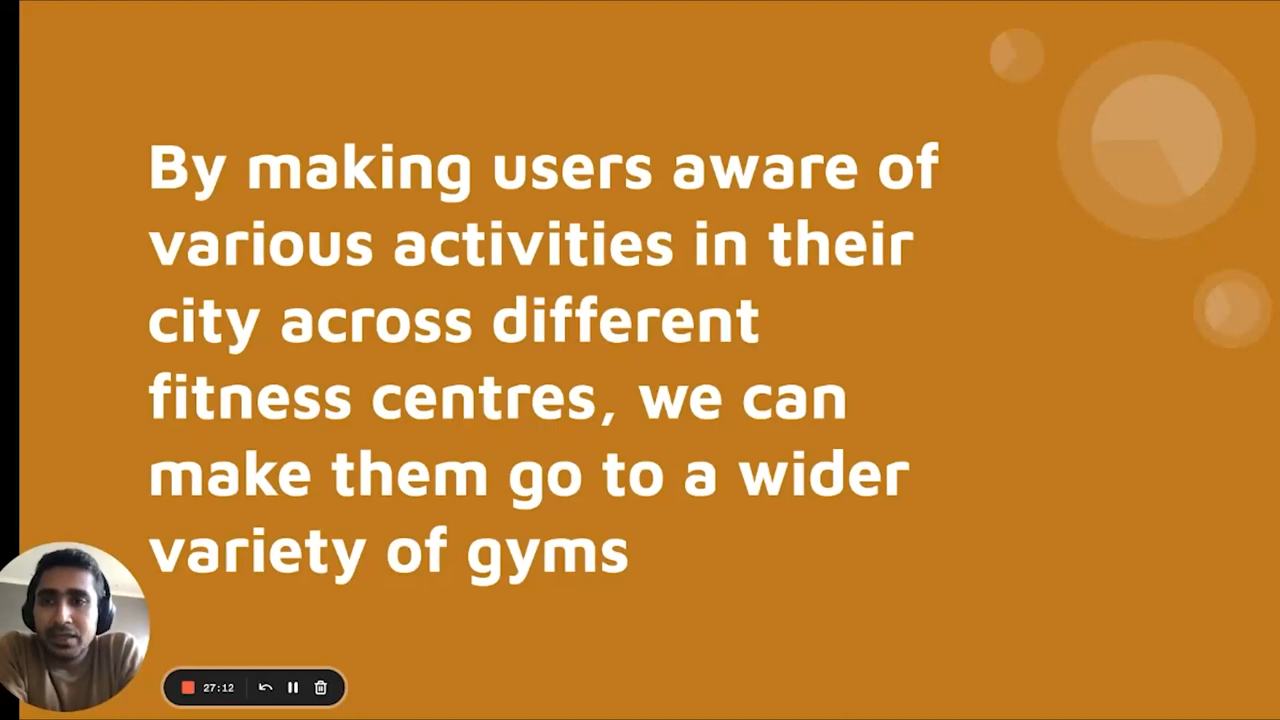 By making users aware of
various activities in their
city across different
fitness centres, we can
make them go to a wider
variety of gyms
27:12